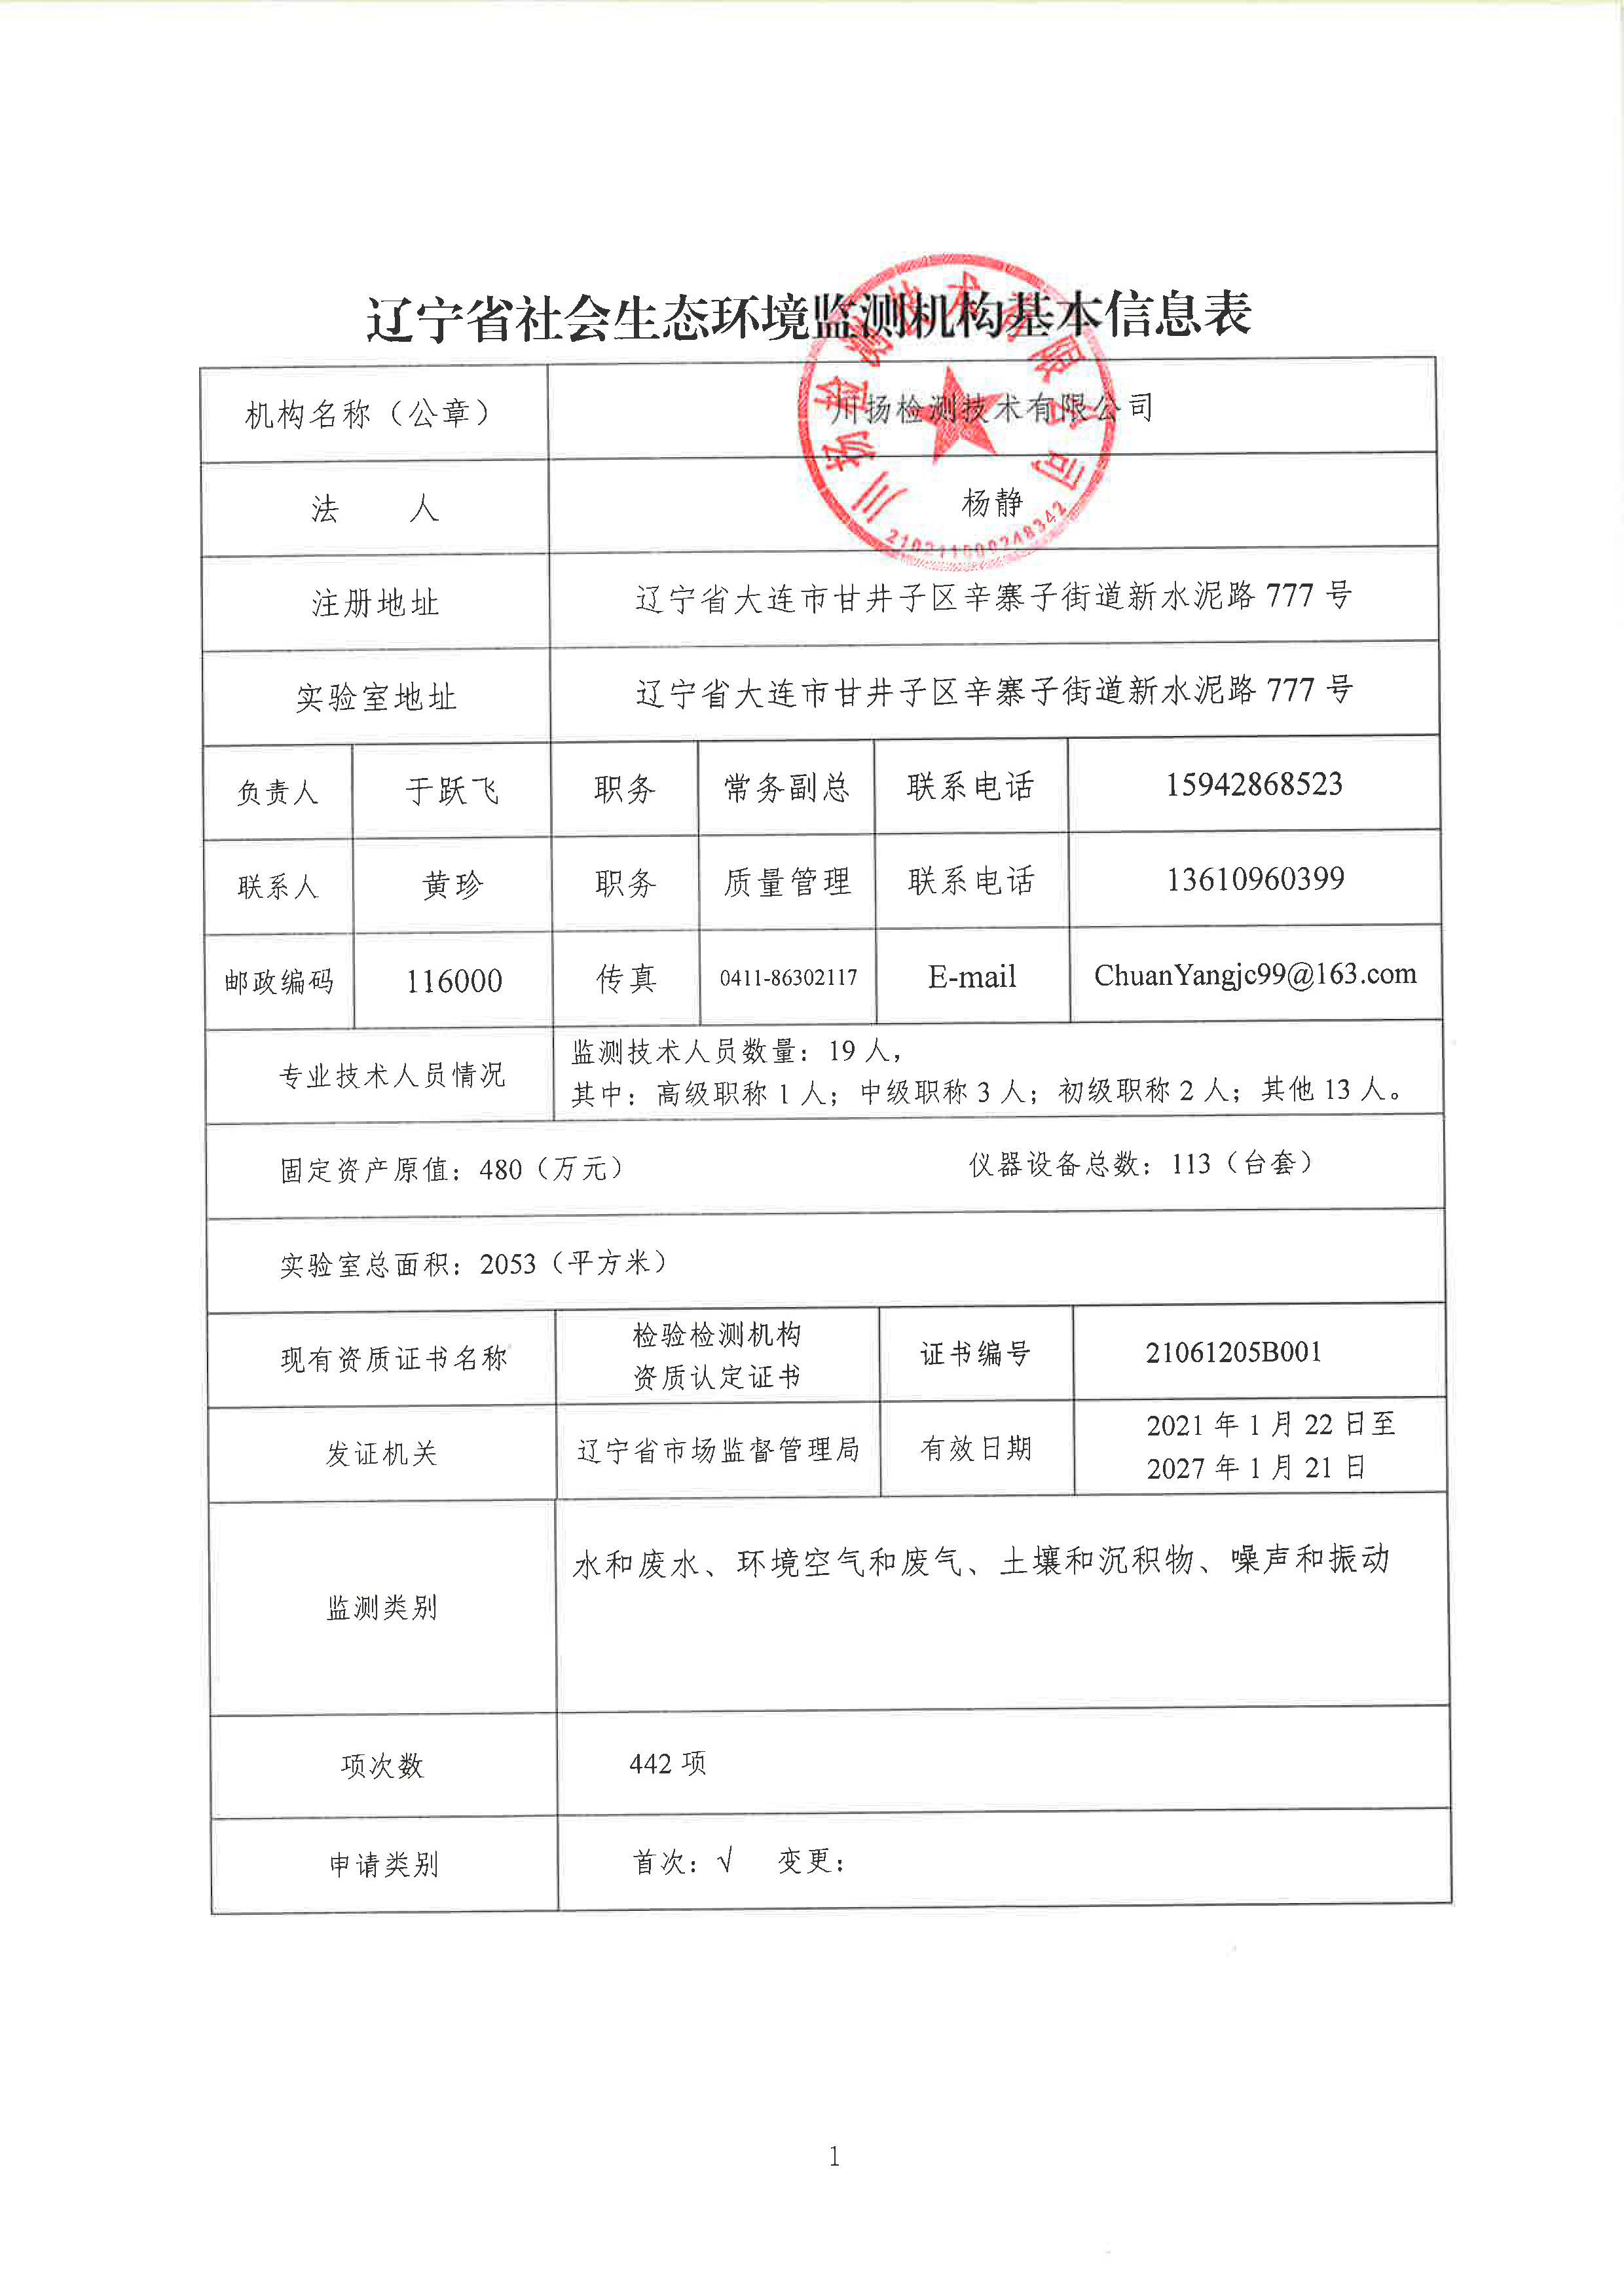 辽宁省社会生态环境监测机构基本信息表
机构名称（公章） 川扬检测技术有限公司
川扬检测技术有限公司
法 人 杨静
注册地址 辽宁省大连市甘井子区辛寨子街道新水泥路 777 号
实验室地址 辽宁省大连市甘井子区辛寨子街道新水泥路 777 号
负责人 于跃飞 职务 常务副总 联系电话 15942868523
联系人 黄珍 职务 质量管理 联系电话 13610960399
邮政编码 116000 传真 0411-86302117 E-mail ChuanYangjc99@163.com
专业技术人员情况
监测技术人员数量：19 人，
其中：高级职称 1 人；中级职称 3 人；初级职称 2 人；其他 13 人。
固定资产原值：480（万元） 仪器设备总数：113（台套）
实验室总面积：2053（平方米）
现有资质证书名称
检验检测机构
资质认定证书
证书编号 21061205B001
发证机关 辽宁省市场监督管理局 有效日期
2021 年 1 月 22 日至
2027 年 1 月 21 日
监测类别
水和废水、环境空气和废气、土壤和沉积物、噪声和振动
项次数 442 项
申请类别 首次：√ 变更：
1